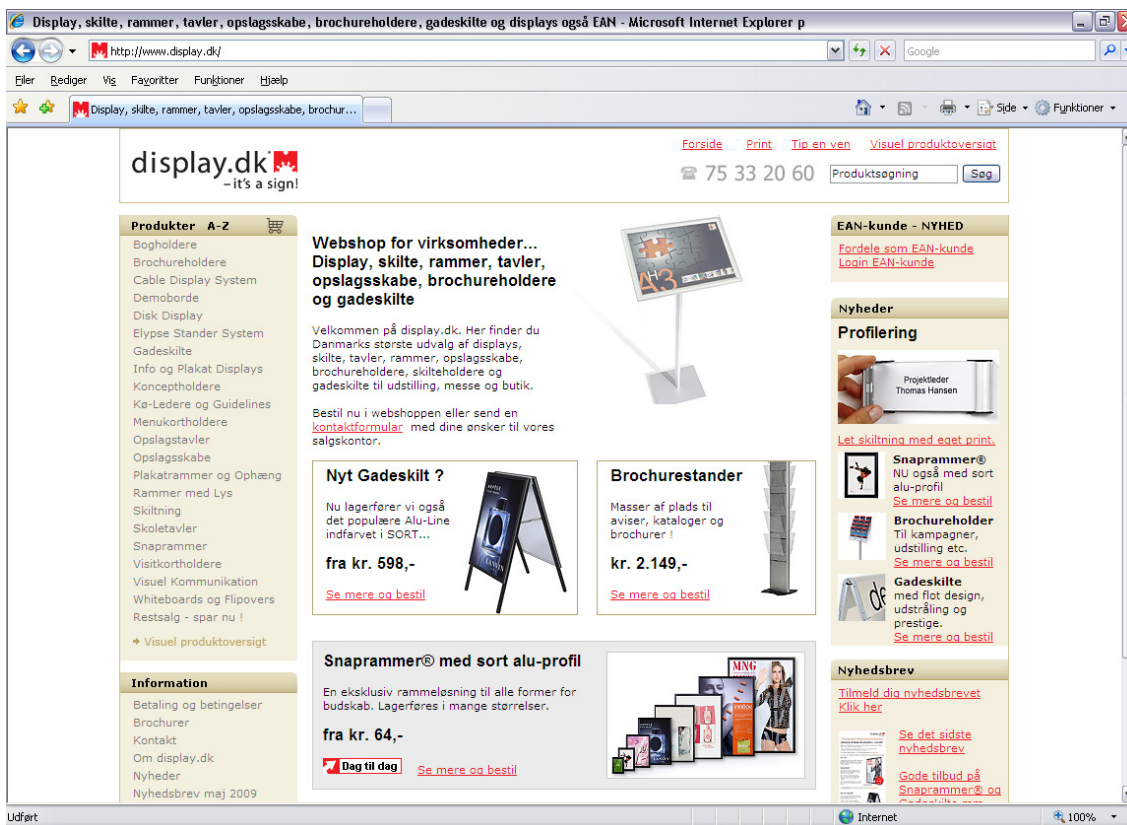 Display, skilte, rammer, tavler, opslagsskabe, brochureholdere, gadeskilte og displays også EAN - Microsoft Internet Explorer p
http://www.display.dk/
Google
Filer Rediger Vis Favoritter Funktioner Hjælp
Display, skilte, rammer, tavler, opslagsskabe, brochur...
Side Funktioner
display.dk
–it's a sign!
Forside Print Tip en ven Visuel produktoversigt
75 33 20 60
Produktsøgning Søg
Produkter A-Z
Bogholdere
Brochureholdere
Cable Display System
Demoborde
Disk Display
Elypse Stander System
Gadeskilte
Info og Plakat Displays
Konceptholdere
Kø-Ledere og Guidelines
Menukortholdere
Opslagstavler
Opslagsskabe
Plakatrammer og Ophæng
Rammer med Lys
Skiltning
Skoletavler
Snaprammer
Visitkortholdere
Visuel Kommunikation
Whiteboards og Flipovers
Restsalg - spar nu !
Visuel produktoversigt
Information
Betaling og betingelser
Brochurer
Kontakt
Om display.dk
Nyheder
Nyhedsbrev maj 2009
Webshop for virksomheder...
Display, skilte, rammer, tavler,
opslagsskabe, brochureholdere
og gadeskilte
Velkommen på display.dk. Her finder du
Danmarks største udvalg af displays,
skilte, tavler, rammer, opslagsskabe,
brochureholdere, skilteholdere og
gadeskilte til udstilling, messe og butik.
Bestil nu i webshoppen eller send en
kontaktformular med dine ønsker til vores
salgskontor.
AH3
Nyt Gadeskilt ?
Nu lagerfører vi også
det populære Alu-Line
indfarvet i SORT...
fra kr. 598,-
Se mere og bestil
LANVIN
Brochurestander
Masser af plads til
aviser, kataloger og
brochurer !
kr. 2.149,-
Se mere og bestil
Snaprammer® med sort alu-profil
En eksklusiv rammeløsning til alle former for
budskab. Lagerføres i mange størrelser.
fra kr. 64,-
Dag til dag
Se mere og bestil
MNG
EAN-kunde - NYHED
Fordele som EAN-kunde
Login EAN-kunde
Nyheder
Profilering
Projektleder
Thomas Hansen
Let skiltning med eget print.
Snaprammer®
NU også med sort
alu-profil
Se mere og bestil
Brochureholder
Til kampagner,
udstilling etc.
Se mere og bestil
Gadeskilte
med flot design,
udstråling og
prestige.
Se mere og bestil
de
Nyhedsbrev
Tilmeld dig nyhedsbrevet
Klik her
Se det sidste
nyhedsbrev
Gode tilbud på
Snaprammer® og
Gadeskilte mm
Udført
Internet
100%